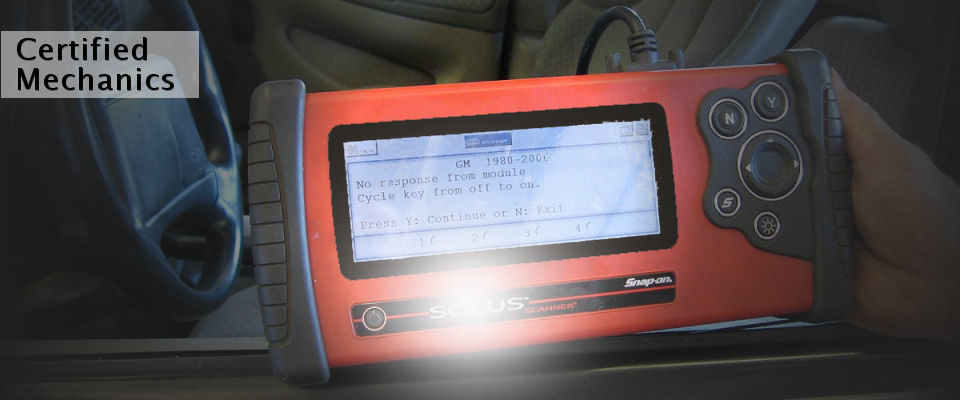 Certified
Mechanics
SCANNER
GM 1980-2006
No response from module
Cycle key from off to on.
Press Y: Continue or N: Exit
1 2 3 4
N Y
S
Snap-on
SOLUS SCANNER